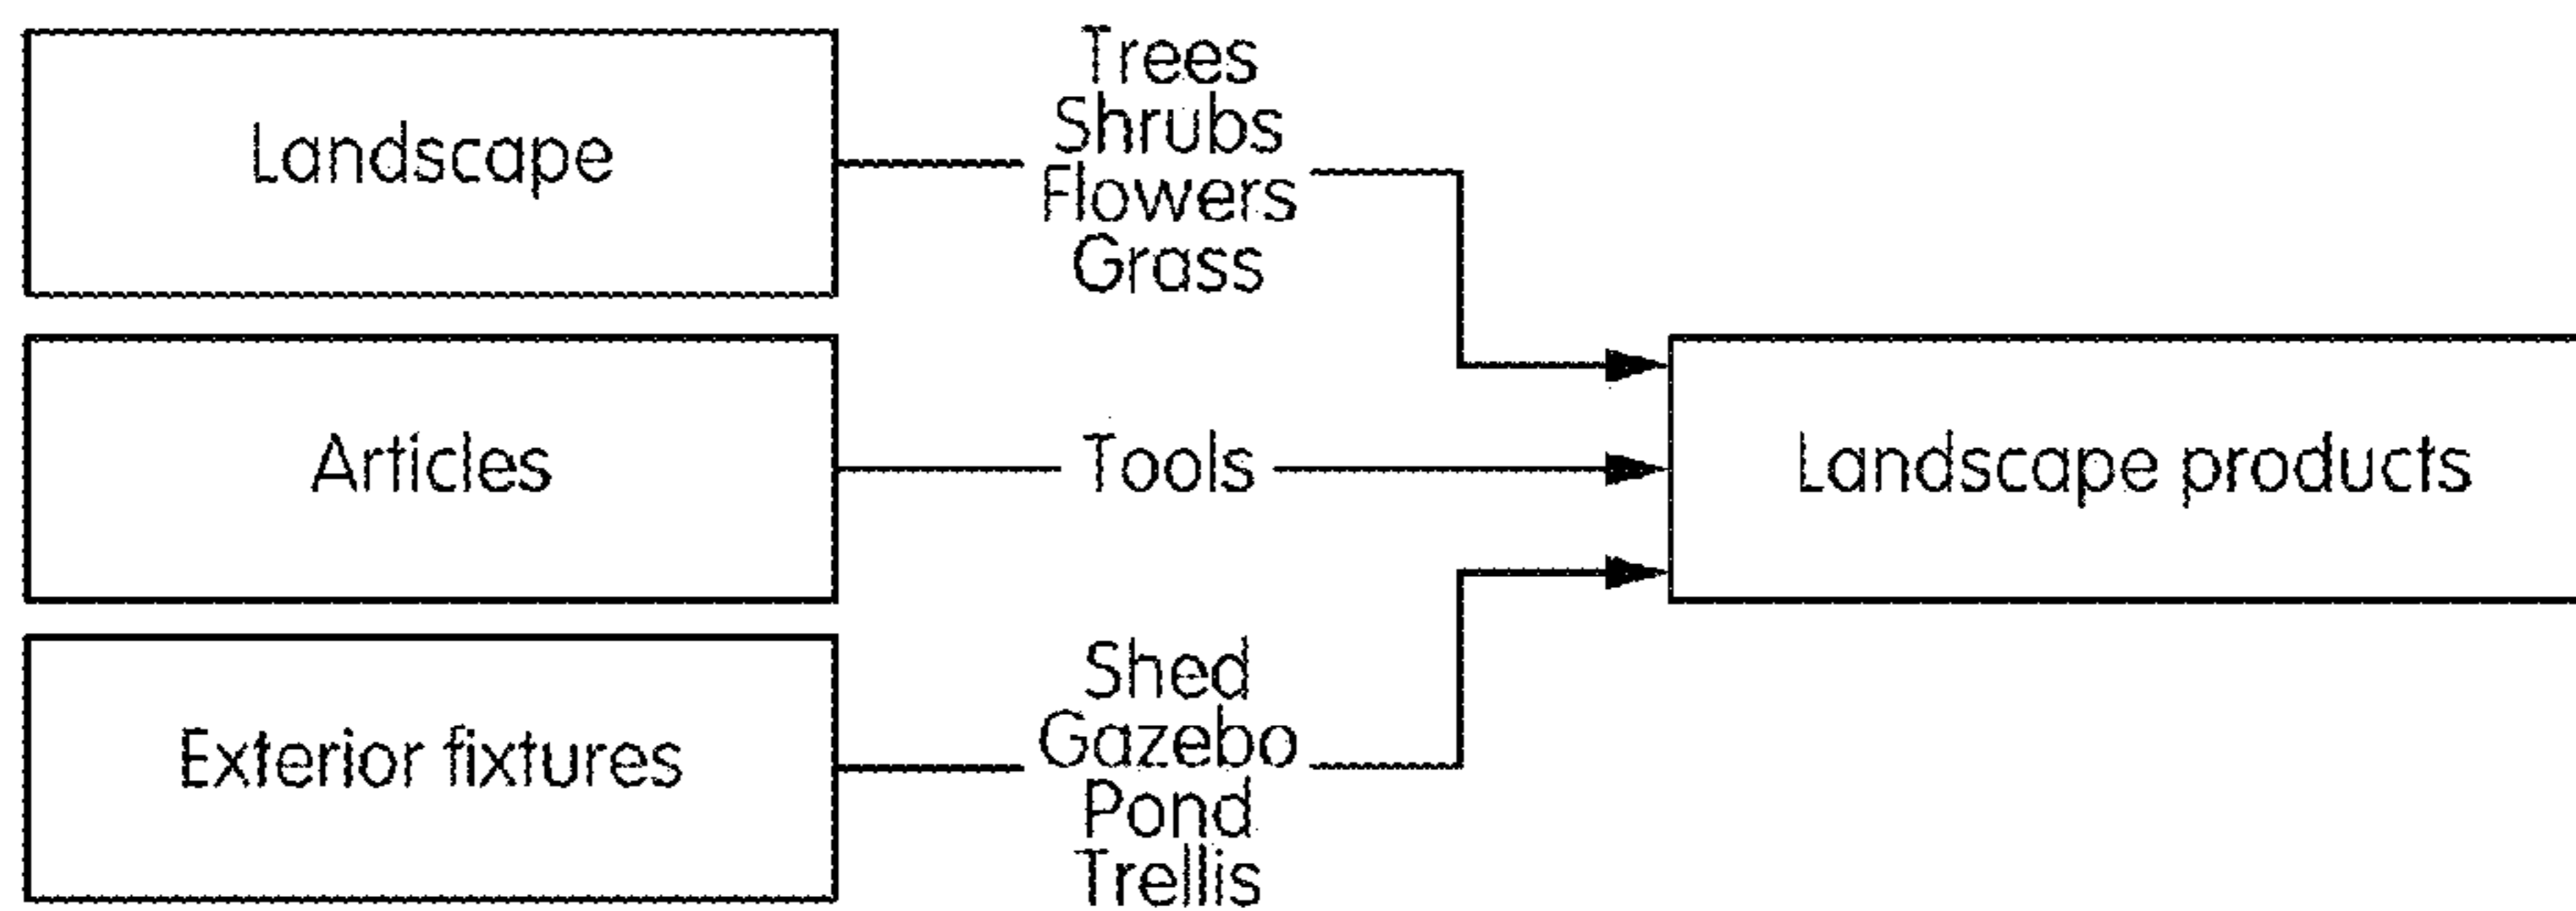 Landscape
Trees
Shrubs
Flowers
Grass
Articles
Tools
Landscape products
Exterior fixtures
Shed
Gazebo
Pond
Trellis